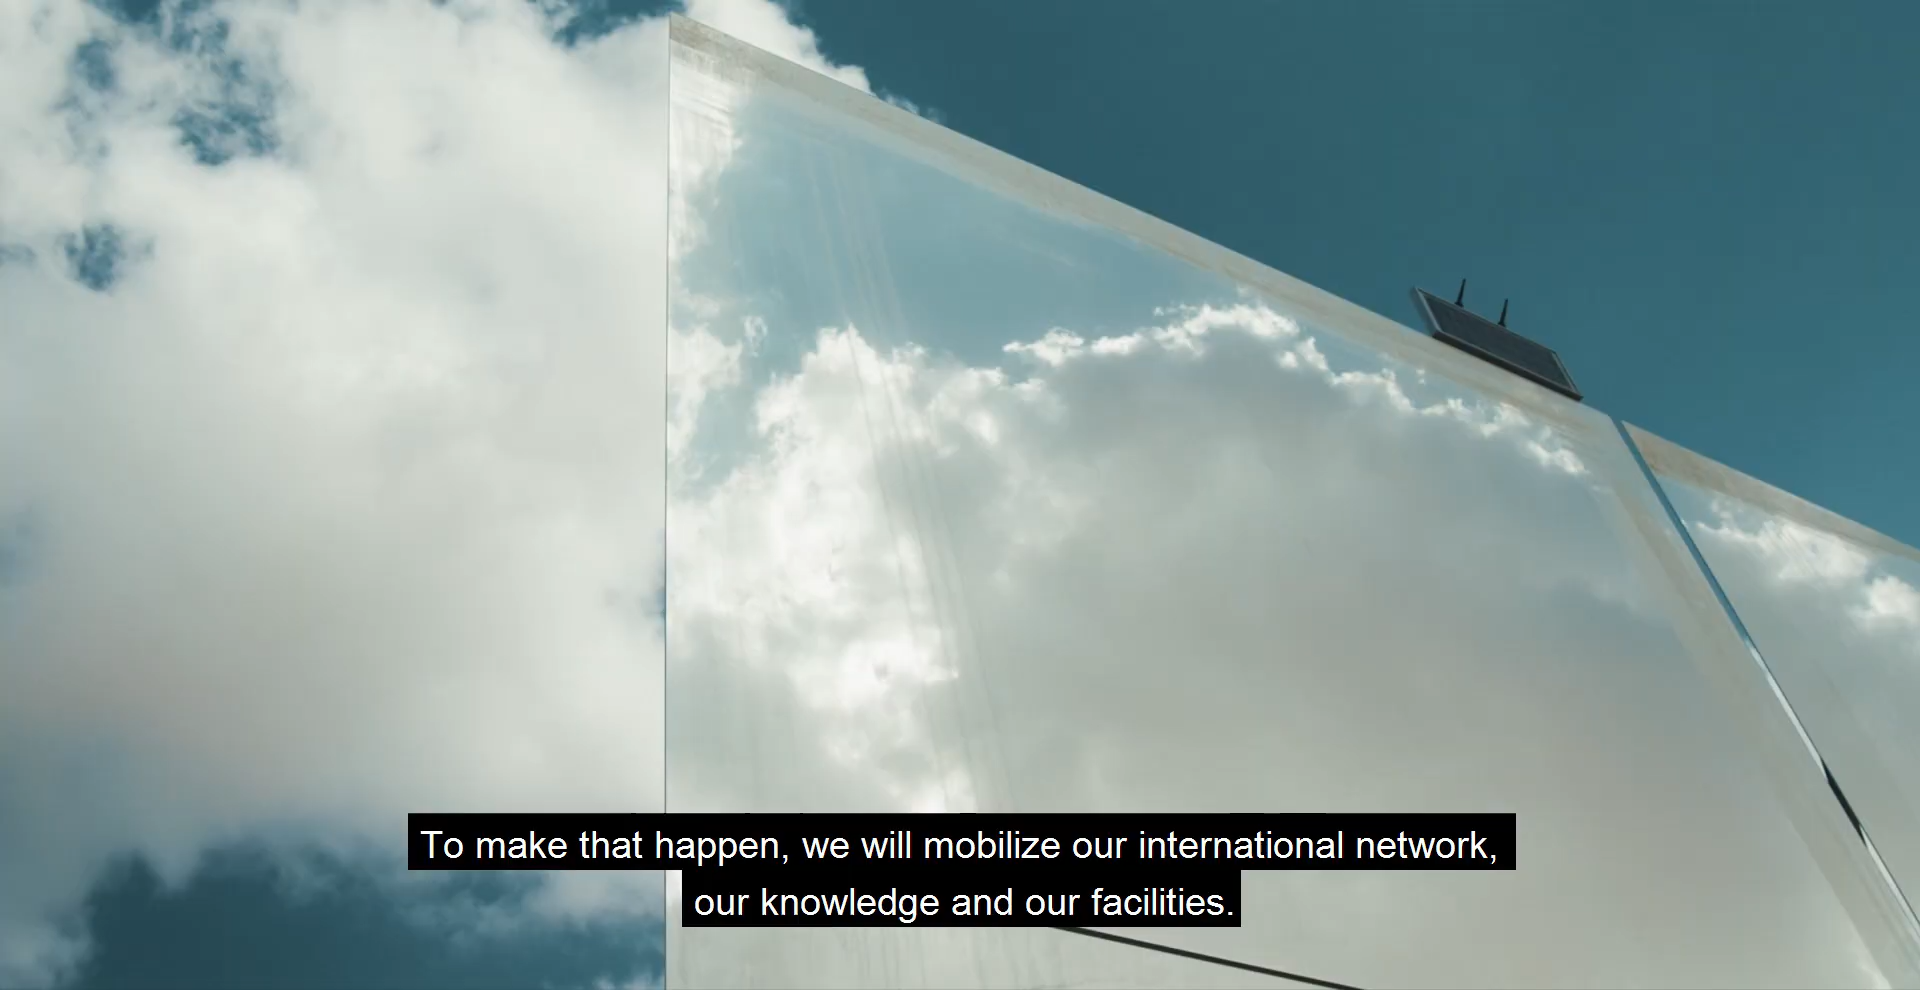 To make that happen, we will mobilize our international network,
our knowledge and our facilities.